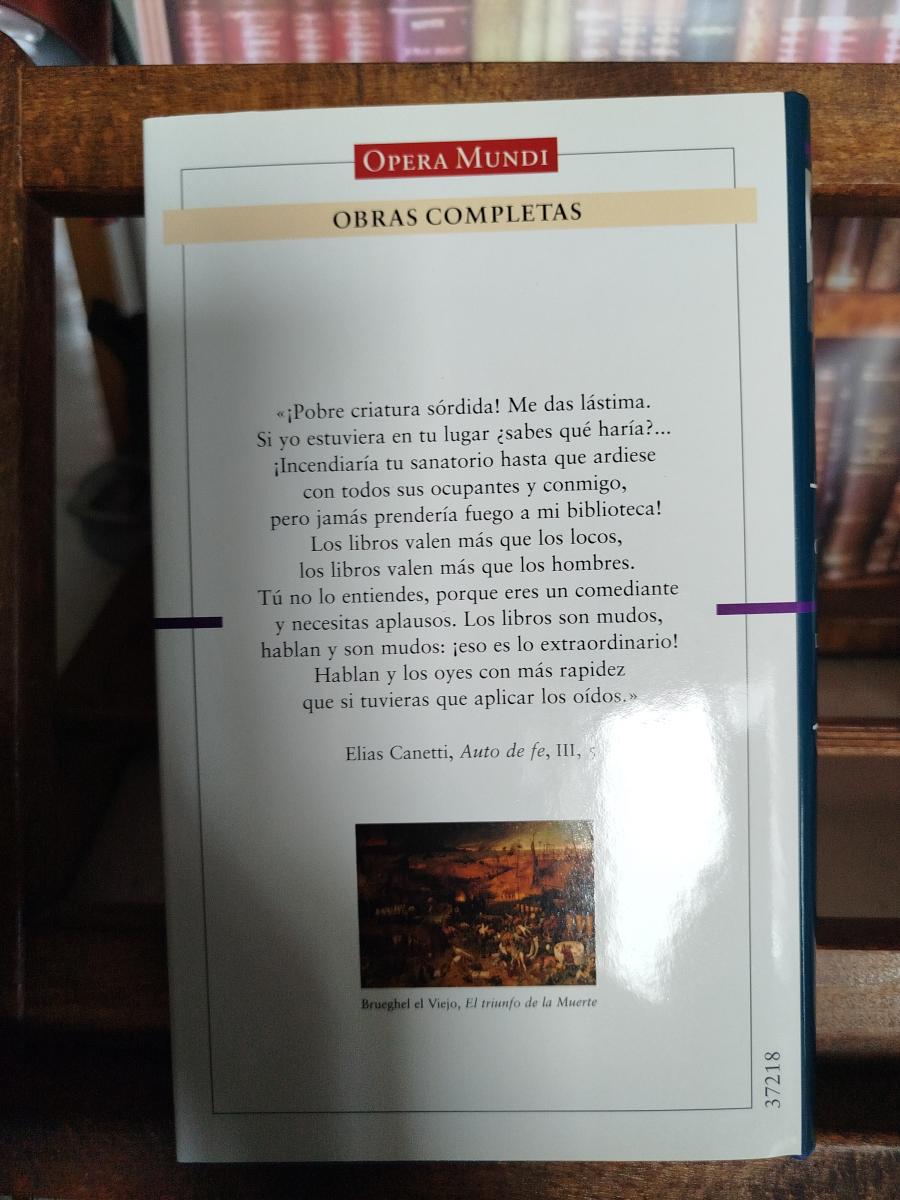 OPERA MUNDI
OBRAS COMPLETAS
«¡Pobre criatura sórdida! Me das lástima.
Si yo estuviera en tu lugar ¿sabes qué haría?...
¡Incendiaría tu sanatorio hasta que ardiese
con todos sus ocupantes y conmigo,
pero jamás prendería fuego a mi biblioteca!
Los libros valen más que los locos,
los libros valen más que los hombres.
Tú no lo entiendes, porque eres un comediante
y necesitas aplausos. Los libros son mudos,
hablan y son mudos: ¡eso es lo extraordinario!
Hablan y los oyes con más rapidez
que si tuvieras que aplicar los oídos.»
Elias Canetti, Auto de fe, III, 5
Brueghel el Viejo, El triunfo de la Muerte
37218